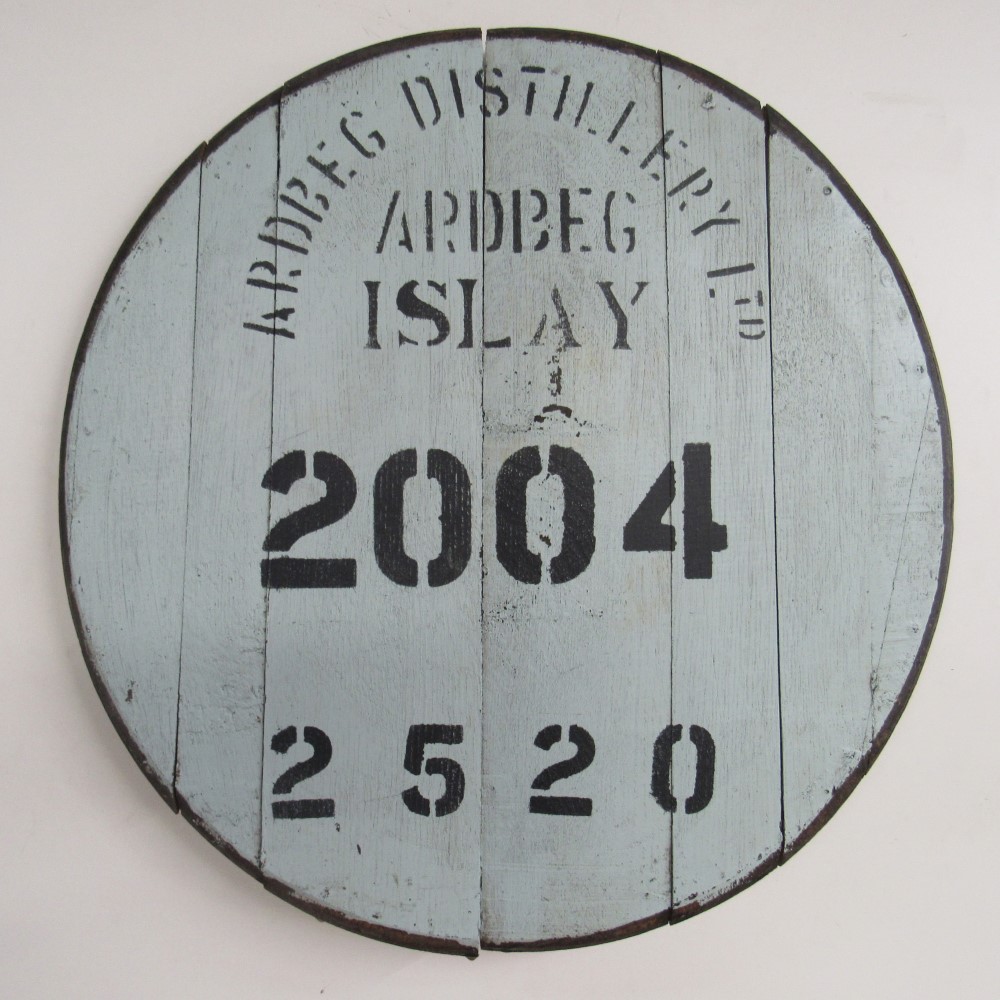 ARDBEG DISTILLERY LTD
ARDBEG
ISLAY
2004
2520